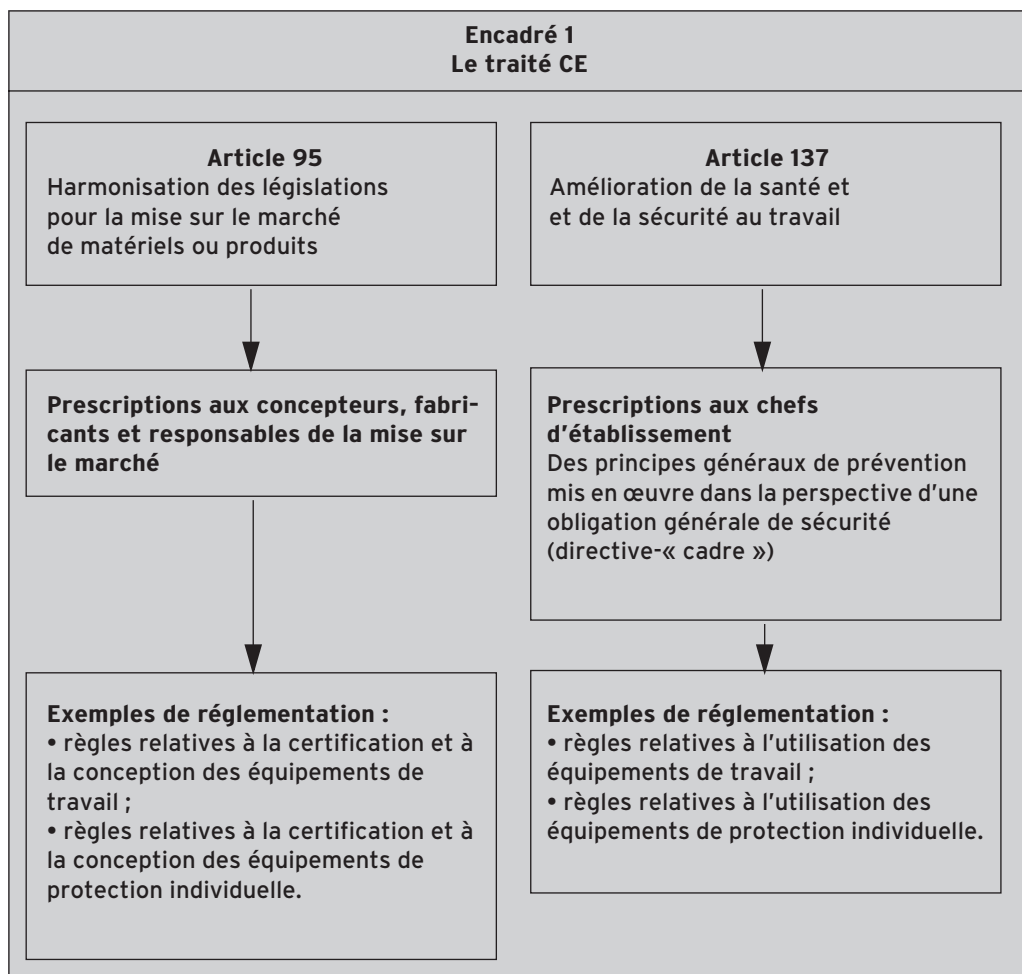 Encadré 1
Le traité CE
Article 95
Harmonisation des législations
pour la mise sur le marché
de matériels ou produits
Article 137
Amélioration de la santé et
et de la sécurité au travail
Prescriptions aux concepteurs, fabri-
cants et responsables de la mise sur
le marché
Prescriptions aux chefs
d'établissement
Des principes généraux de prévention
mis en œuvre dans la perspective d'une
obligation générale de sécurité
(directive-« cadre »)
Exemples de réglementation :
• règles relatives à la certification et à
la conception des équipements de
travail ;
• règles relatives à la certification et à
la conception des équipements de
protection individuelle.
Exemples de réglementation :
• règles relatives à l'utilisation des
équipements de travail ;
• règles relatives à l'utilisation des
équipements de protection individuelle.